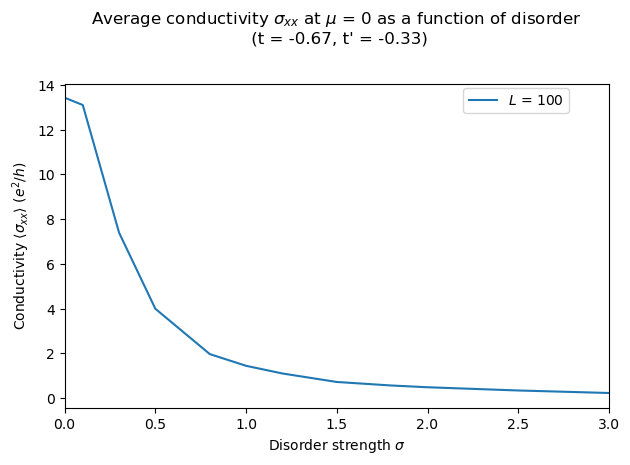 Average conductivity σxx at μ = 0 as a function of disorder
(t = -0.67, t' = -0.33)
L = 100
Conductivity ⟨σxx⟩ (e²/h)
14
12
10
8
6
4
2
0
0.0 0.5 1.0 1.5 2.0 2.5 3.0
Disorder strength σ